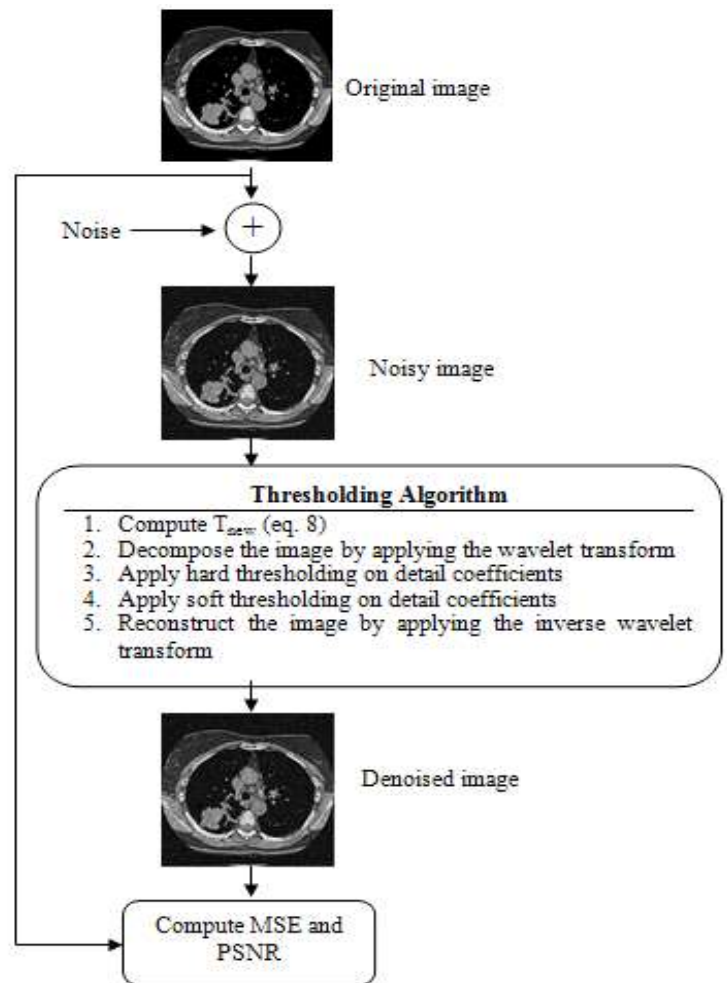 Original image
Noise
+
Noisy image
Thresholding Algorithm
1. Compute Tnew (eq. 8)
2. Decompose the image by applying the wavelet transform
3. Apply hard thresholding on detail coefficients
4. Apply soft thresholding on detail coefficients
5. Reconstruct the image by applying the inverse wavelet
transform
Denoised image
Compute MSE and
PSNR